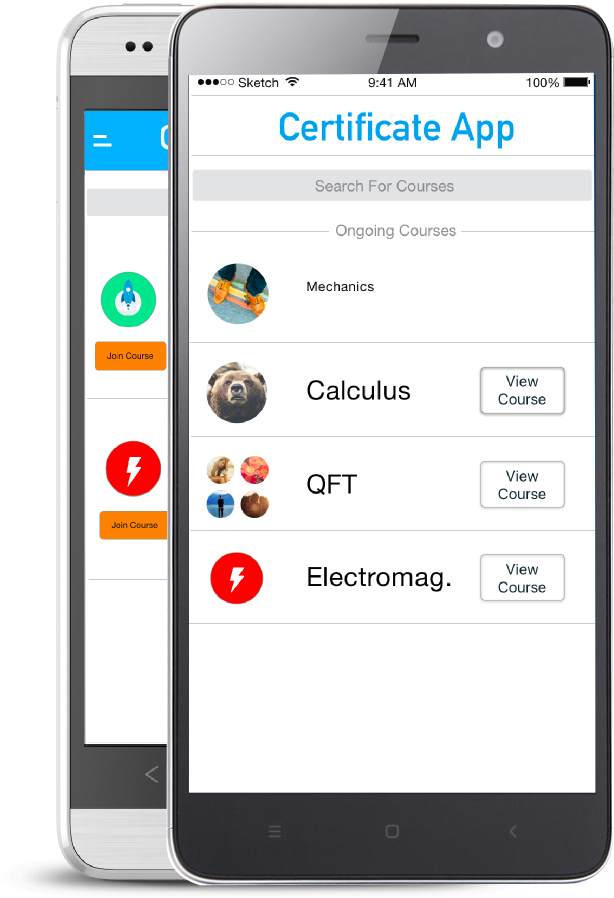 Sketch 9:41 AM 100%
Certificate App
Search For Courses
Ongoing Courses
Mechanics
Calculus
View
Course
QFT
View
Course
Electromag.
View
Course
Join Course
Join Course